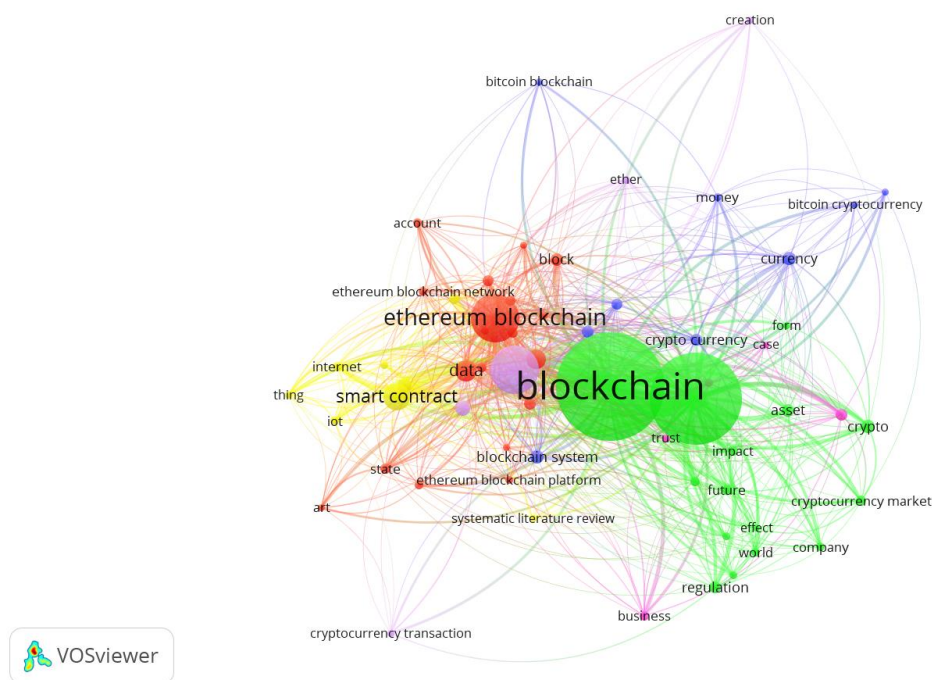 creation
bitcoin blockchain
ether
money
bitcoin cryptocurrency
account
block
currency
ethereum blockchain network
ethereum blockchain
form
crypto currency
case
internet
data
blockchain
thing
smart contract
asset
iot
crypto
trust
impact
blockchain system
state
ethereum blockchain platform
future
cryptocurrency market
art
systematic literature review
effect
world
company
regulation
business
cryptocurrency transaction
VOSviewer